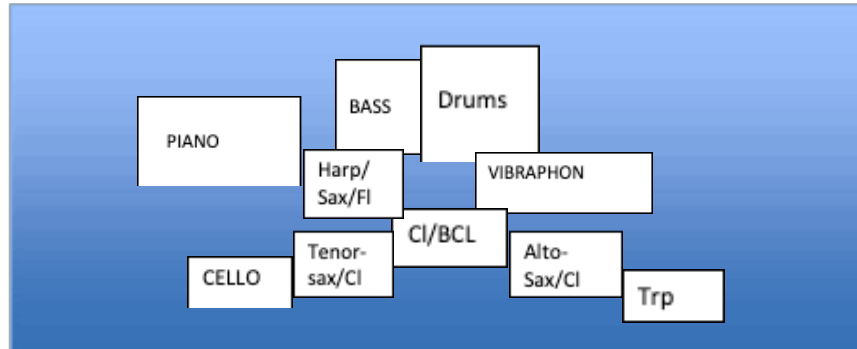 BASS
Drums
PIANO
Harp/
Sax/Fl
VIBRAPHON
Cl/BCL
Tenor-
sax/Cl
Alto-
Sax/Cl
CELLO
Trp